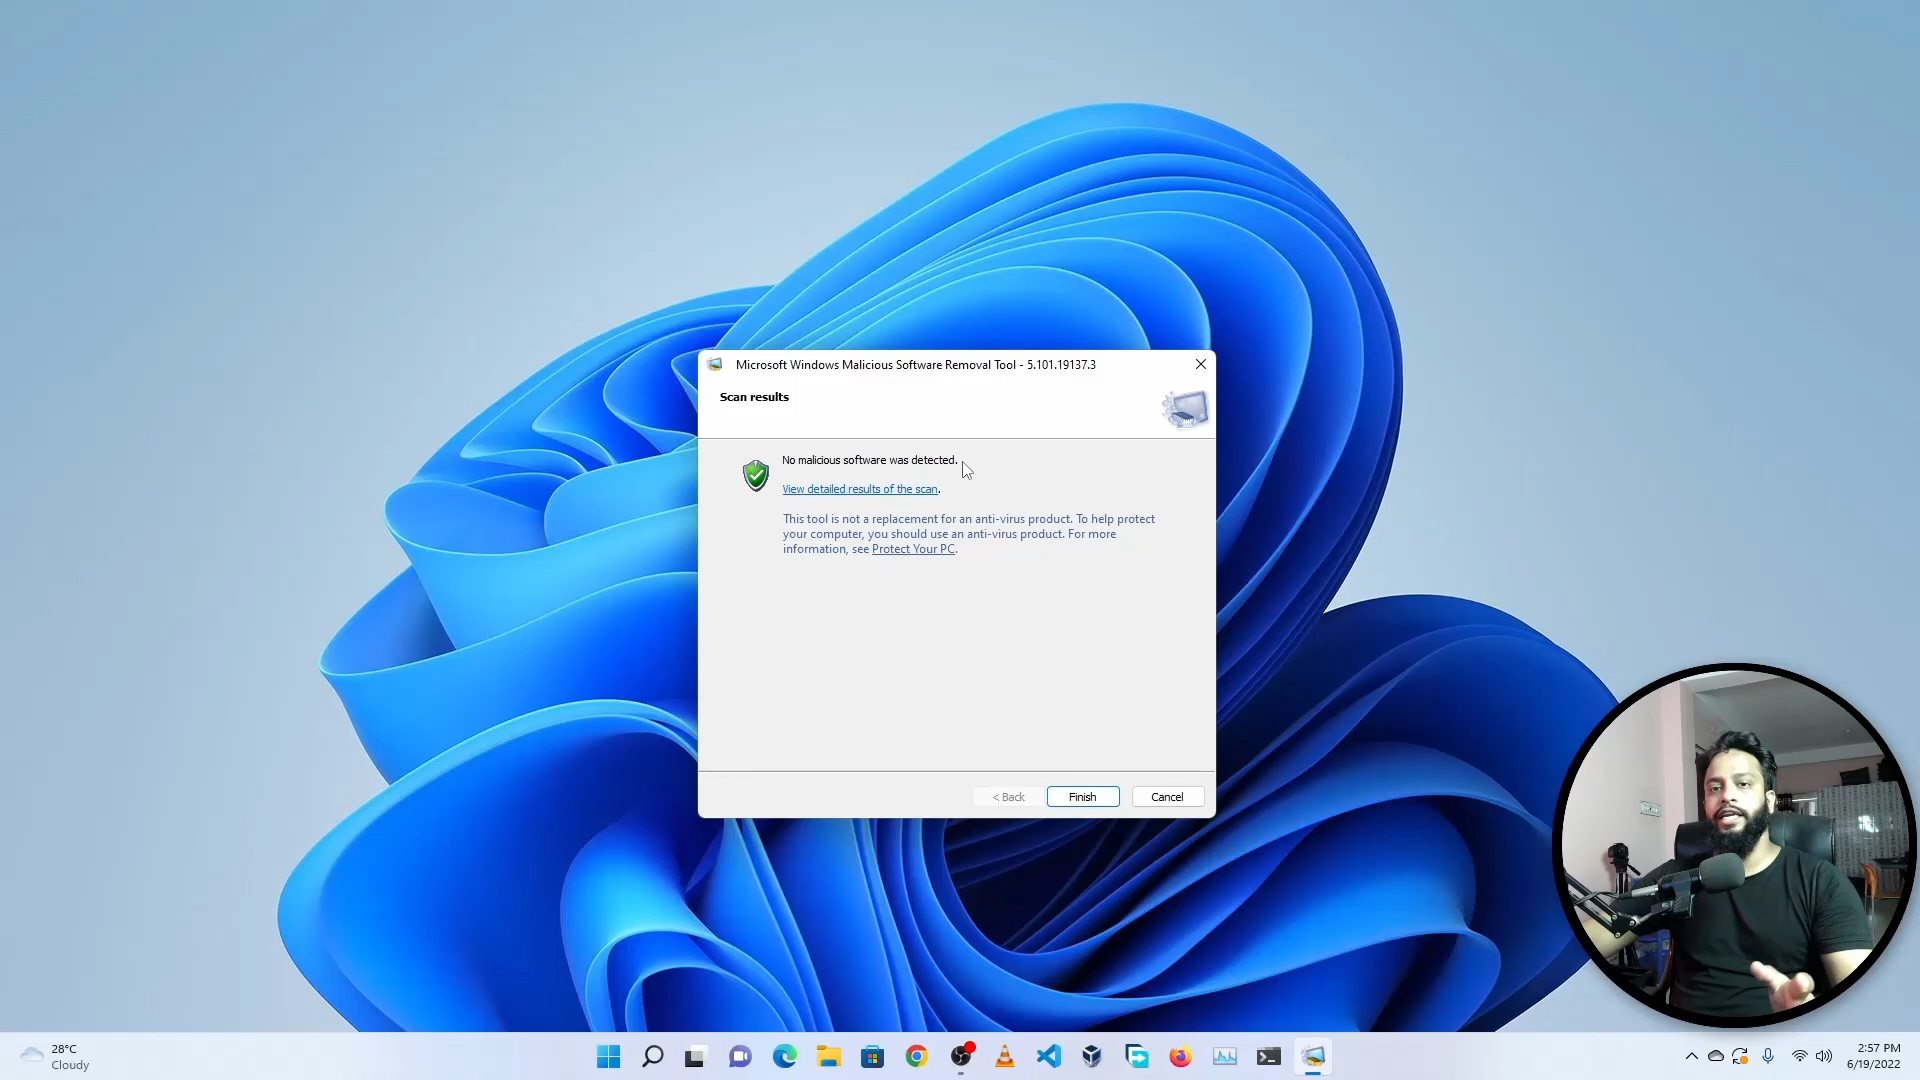 Microsoft Windows Malicious Software Removal Tool - 5.101.19137.3
Scan results
No malicious software was detected.
View detailed results of the scan.
This tool is not a replacement for an anti-virus product. To help protect
your computer, you should use an anti-virus product. For more
information, see Protect Your PC.
< Back
Finish
Cancel
28°C
Cloudy
2:57 PM
6/19/2022